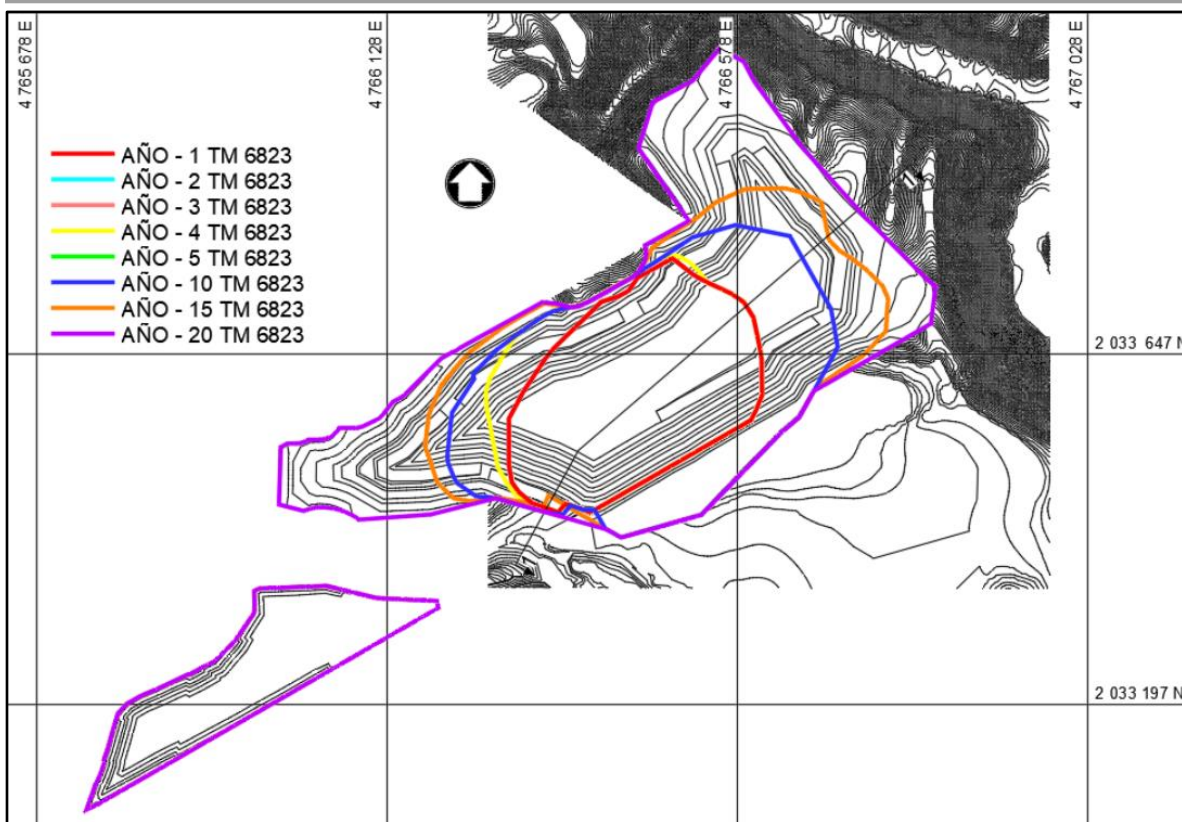 4 765 678 E
4 766 128 E
4 766 578 E
4 767 028 E
AÑO - 1 TM 6823
AÑO - 2 TM 6823
AÑO - 3 TM 6823
AÑO - 4 TM 6823
AÑO - 5 TM 6823
AÑO - 10 TM 6823
AÑO - 15 TM 6823
AÑO - 20 TM 6823
2 033 647 N
2 033 197 N